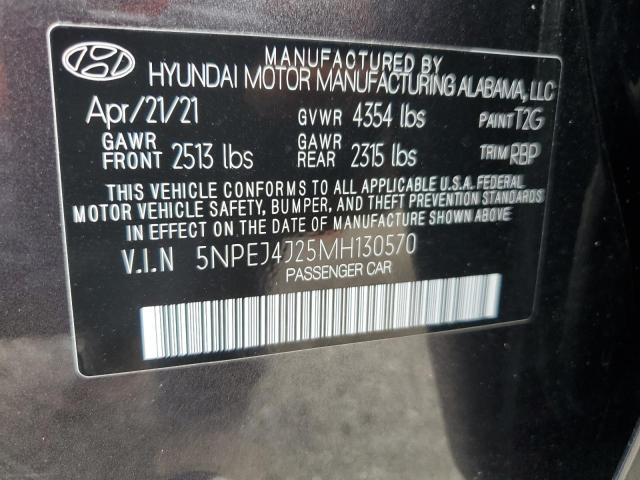 MANUFACTURED BY
HYUNDAI MOTOR MANUFACTURING ALABAMA, LLC
Apr/21/21 GVWR 4354 lbs PAINT T2G
GAWR FRONT 2513 lbs GAWR REAR 2315 lbs TRIM RBP
THIS VEHICLE CONFORMS TO ALL APPLICABLE U.S.A. FEDERAL
MOTOR VEHICLE SAFETY, BUMPER, AND THEFT PREVENTION STANDARDS
IN EFFECT ON THE DATE OF MANUFACTURE SHOWN ABOVE.
V.I.N 5NPEJ4J25MH130570
PASSENGER CAR